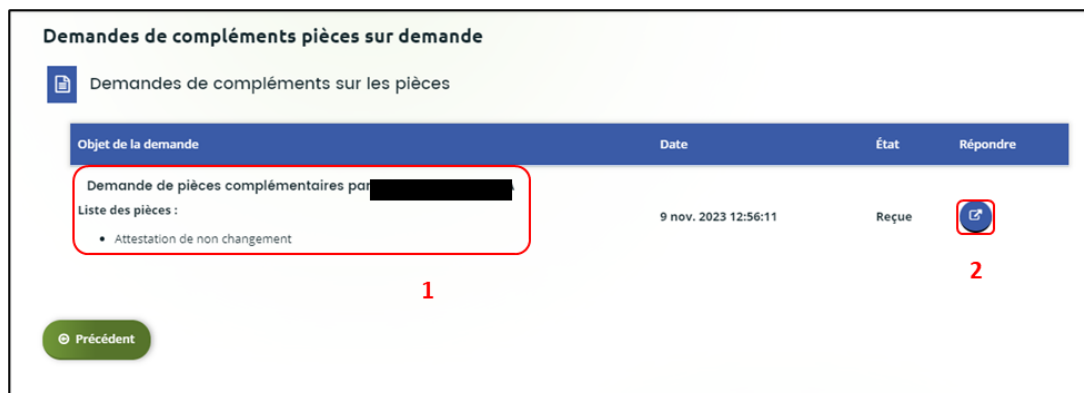 Demandes de compléments pièces sur demande
Demandes de compléments sur les pièces
Objet de la demande Date État Répondre
Demande de pièces complémentaires par
Liste des pièces :
• Attestation de non changement
9 nov. 2023 12:56:11 Reçue
1
2
Précédent